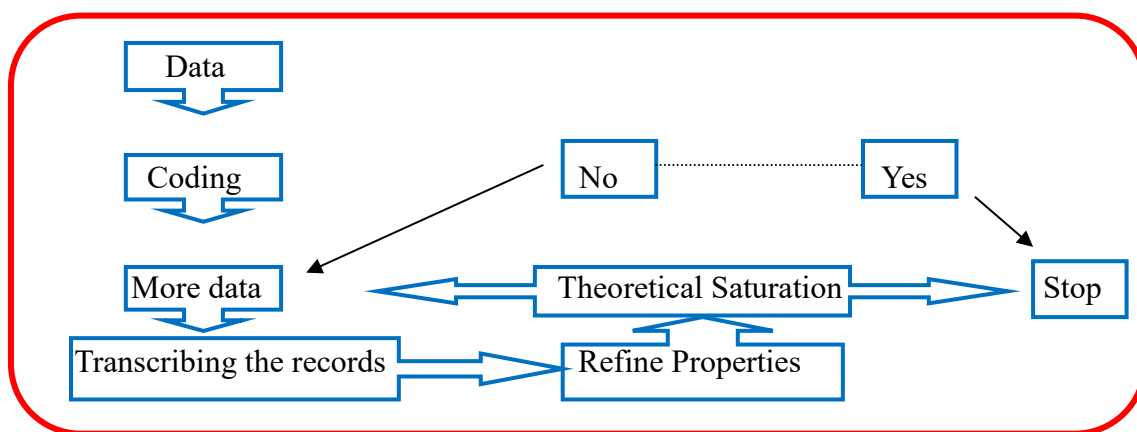 Data
Coding
No
Yes
More data
Theoretical Saturation
Stop
Transcribing the records
Refine Properties